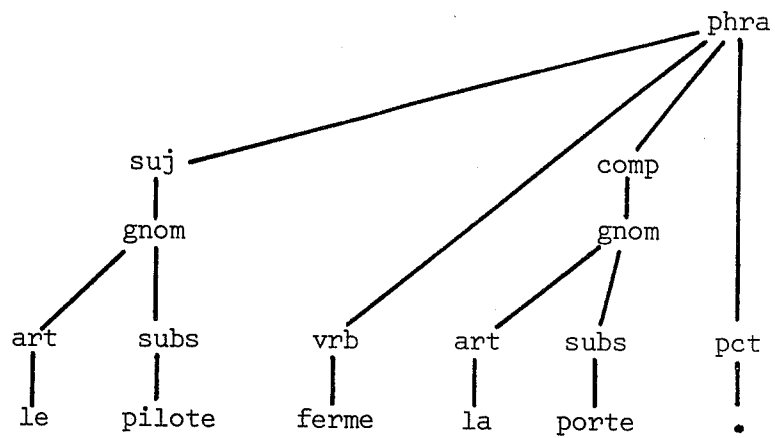 phra
suj comp
gnom gnom
art subs vrb art subs pct
le pilote ferme la porte .